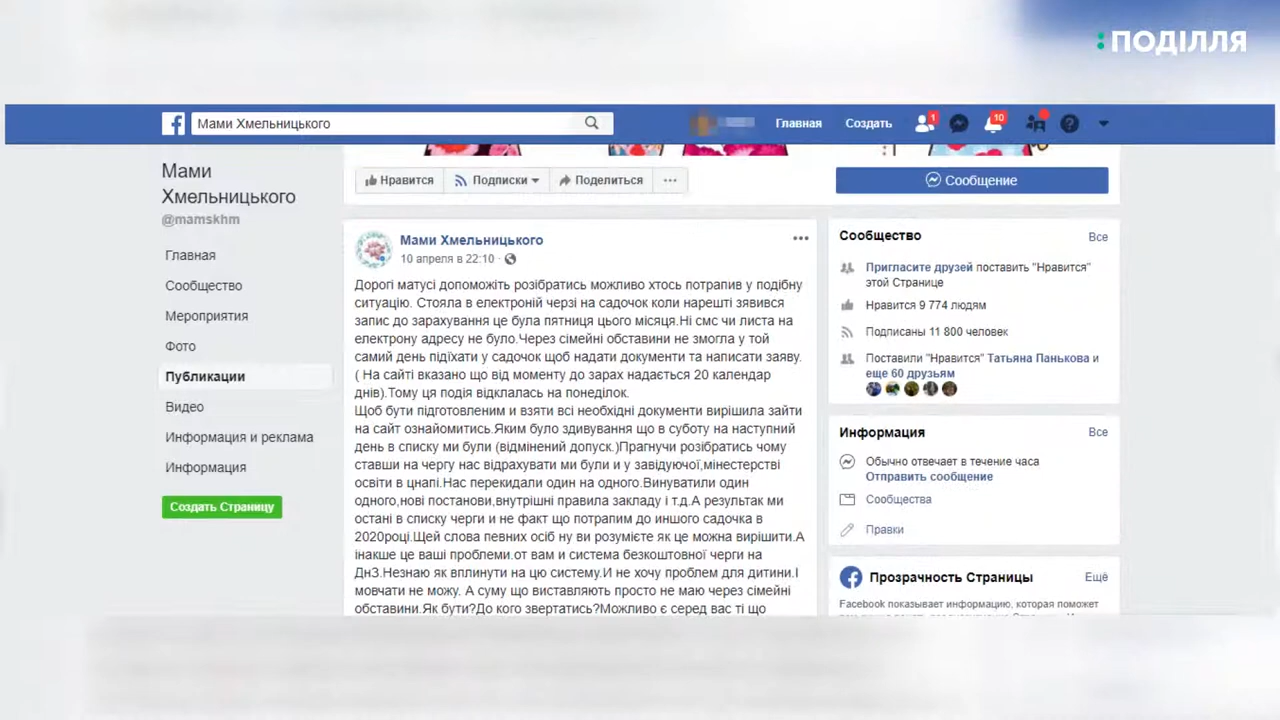 :ПОДІЛЛЯ
Мами Хмельницького
Главная
Создать
1
10
Мами
Хмельницького
@mamskhm
Главная
Сообщество
Мероприятия
Фото
Публикации
Видео
Информация и реклама
Информация
Создать Страницу
Нравится
Подписки
Поделиться
Сообщение
Мами Хмельницького
10 апреля в 22:10 ·
Дорогі матусі допоможіть розібратись можливо хтось потрапив у подібну
ситуацію. Стояла в електроній черзі на садочок коли нарешті зявився
запис до зарахування це була пятниця цього місяця.Ні смс чи листа на
електрону адресу не було.Через сімейні обставини не змогла у той
самий день підіхати у садочок щоб надати документи та написати заяву.
( На сайті вказано що від моменту до зарах надається 20 календар
днів).Тому ця подія відклалась на понеділок.
Щоб бути підготовленим и взяти всі необхідні документи вирішила зайти
на сайт ознайомитись.Яким було здивування що в суботу на наступний
день в списку ми були (відмінений допуск.)Прагнучи розібратись чому
ставши на чергу нас відрахувати ми були и у завідуючої,мінестерстві
освіти в цнапі.Нас перекидали один на одного.Винуватили один
одного,нові постанови,внутрішні правила закладу і т.д.А результак ми
остані в списку черги и не факт що потрапим до иншого садочка в
2020році.Щей слова певних осіб ну ви розумієте як це можна вирішити.А
інакше це ваші проблеми.от вам и система безкоштовної черги на
ДнЗ.Незнаю як вплинути на цю систему.И не хочу проблем для дитини.І
мовчати не можу. А суму що виставляють просто не маю через сімейні
обставини.Як бути?До кого звертатись?Можливо є серед вас ті що
Сообщество
Все
Пригласите друзей поставить "Нравится"
этой Странице
Нравится 9 774 людям
Подписаны 11 800 человек
Поставили "Нравится" Татьяна Панькова и
еще 60 друзьям
Информация
Все
Обычно отвечает в течение часа
Отправить сообщение
Сообщества
Правки
Прозрачность Страницы
Ещё
Facebook показывает информацию, которая поможет